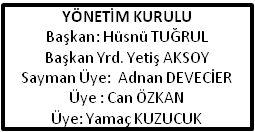 YÖNETİM KURULU
Başkan: Hüsnü TUĞRUL
Başkan Yrd. Yetiş AKSOY
Sayman Üye:  Adnan DEVECİER
Üye : Can ÖZKAN
Üye: Yamaç KUZUCUK